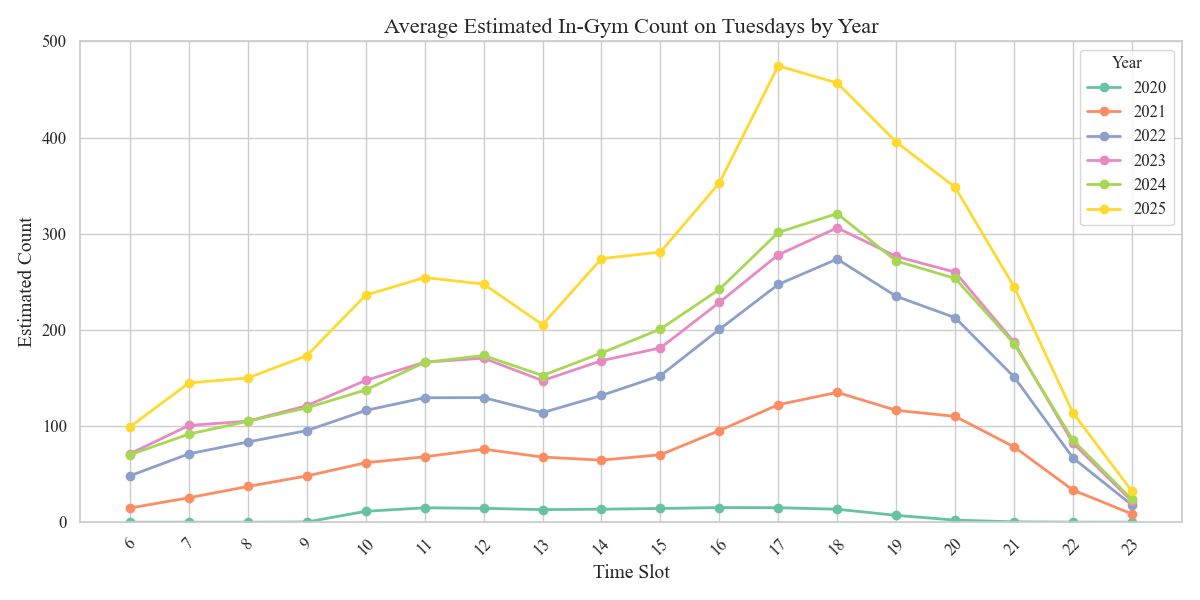 Average Estimated In-Gym Count on Tuesdays by Year
Year
2020
2021
2022
2023
2024
2025
Estimated Count
500
400
300
200
100
0
6 7 8 9 10 11 12 13 14 15 16 17 18 19 20 21 22 23
Time Slot